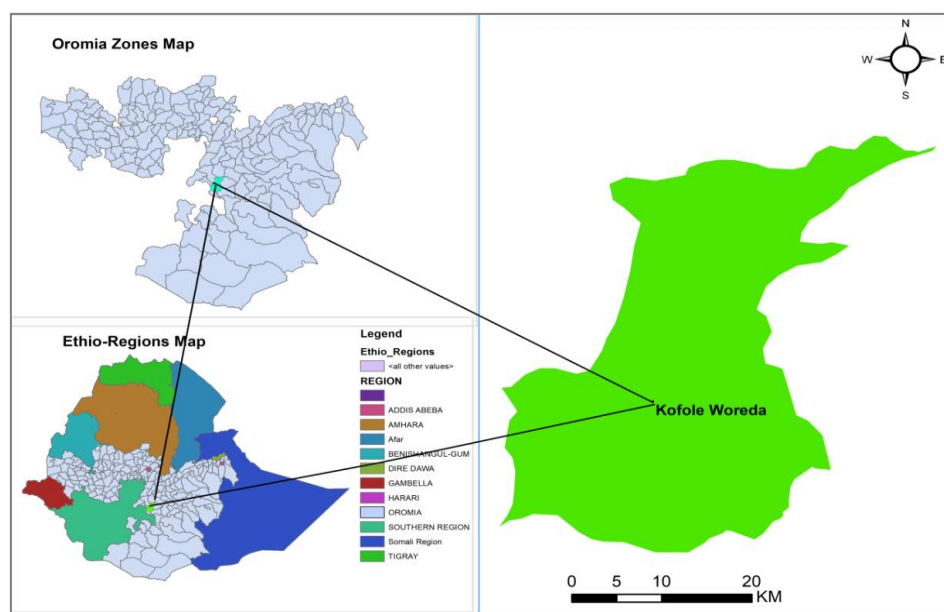 Oromia Zones Map
N
W
E
S
Kofole Woreda
Ethio-Regions Map
Legend
Ethio_Regions
<all other values>
REGION
ADDIS ABEBA
AMHARA
Afar
BENISHANGUL-GUM
DIRE DAWA
GAMBELLA
HARARI
OROMIA
SOUTHERN REGION
Somali Region
TIGRAY
0 5 10 20
KM